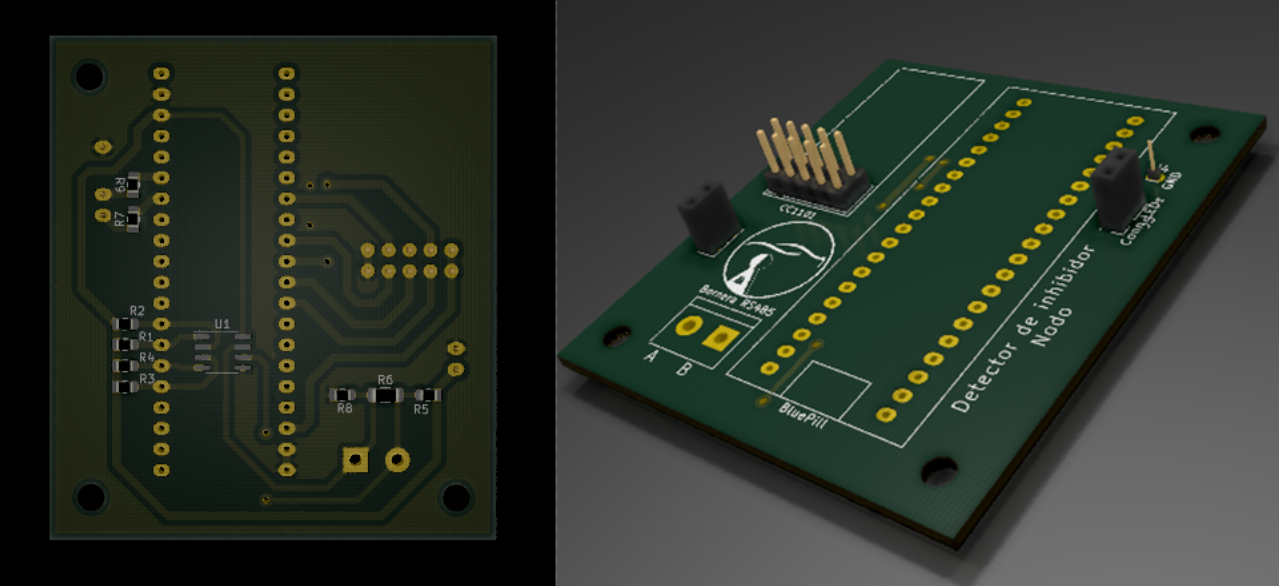 R9
R7
R2
R1
R4
R3
U1
R6
R8
R5
CC1101
Bornera RS485
A
B
BluePill
Detector de inhibidor
Nodo
GND